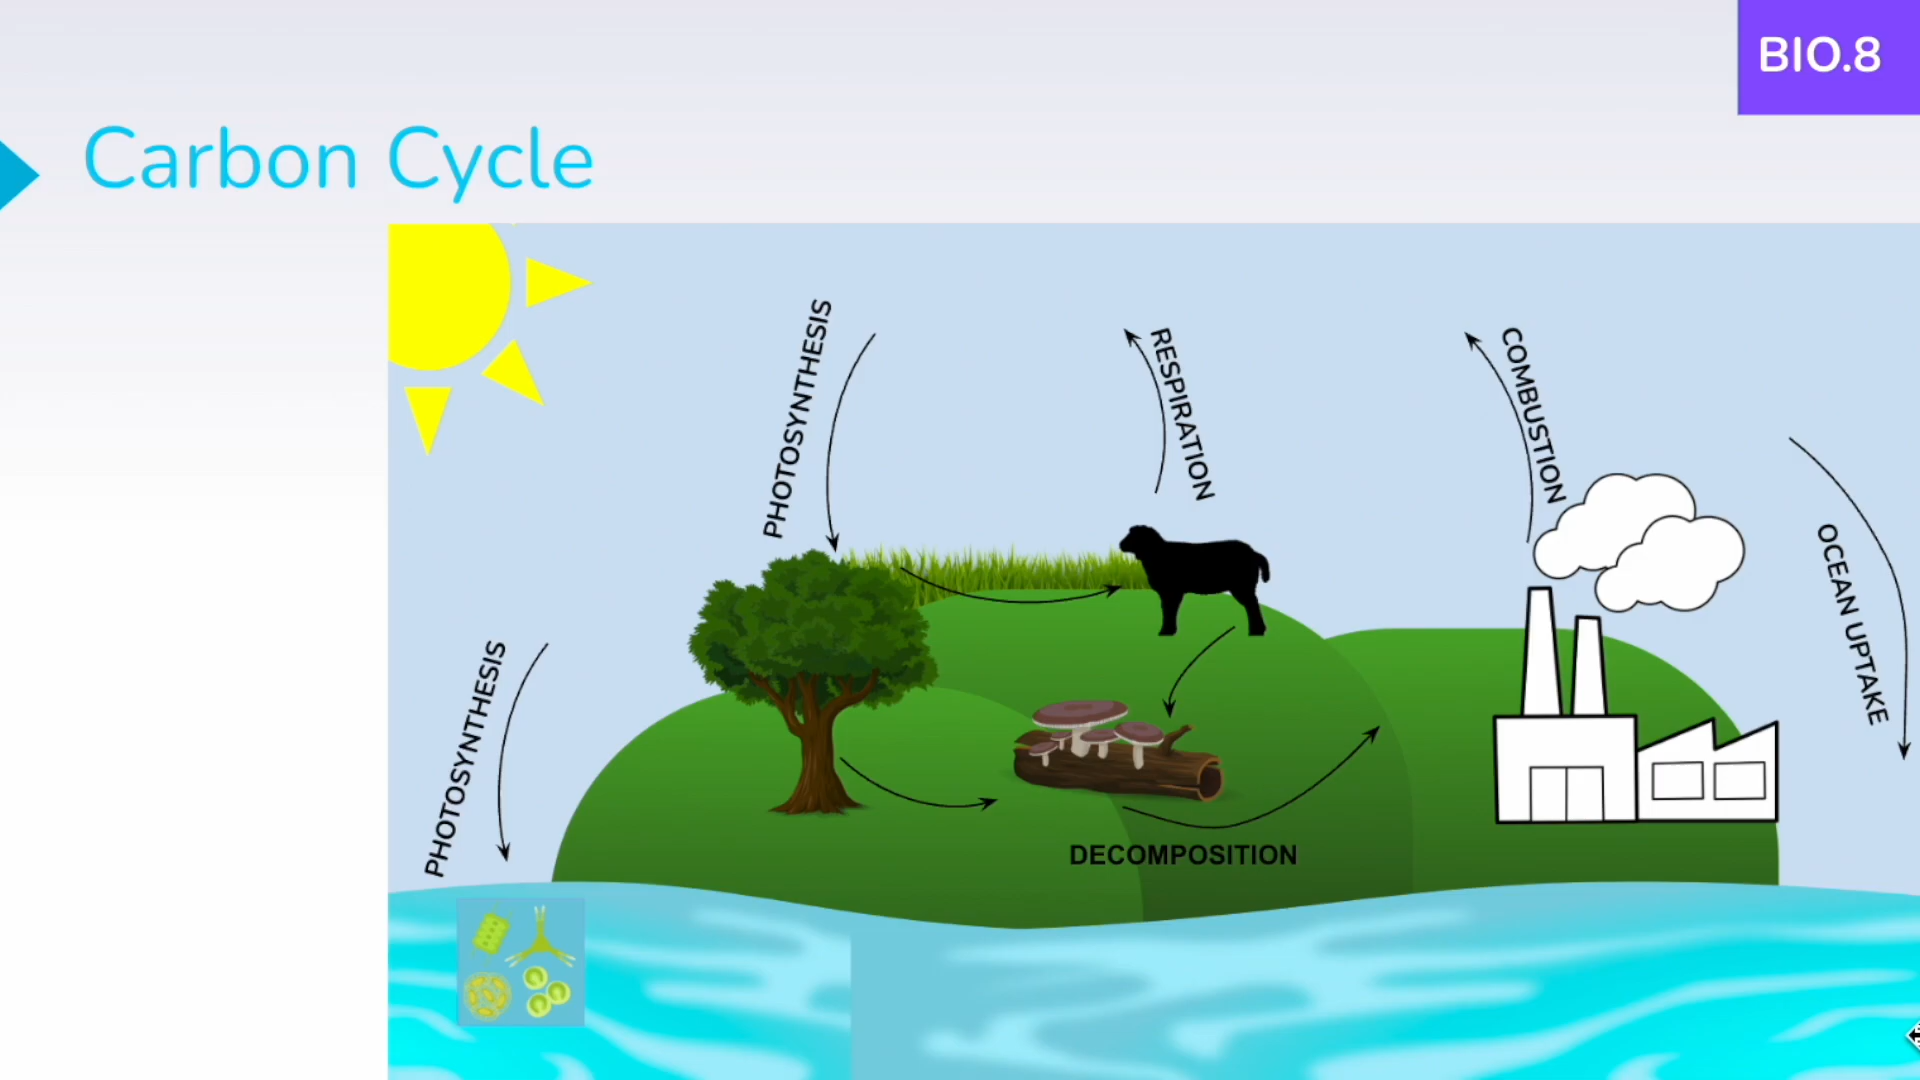 BIO.8
Carbon Cycle
PHOTOSYNTHESIS
RESPIRATION
COMBUSTION
OCEAN UPTAKE
PHOTOSYNTHESIS
DECOMPOSITION